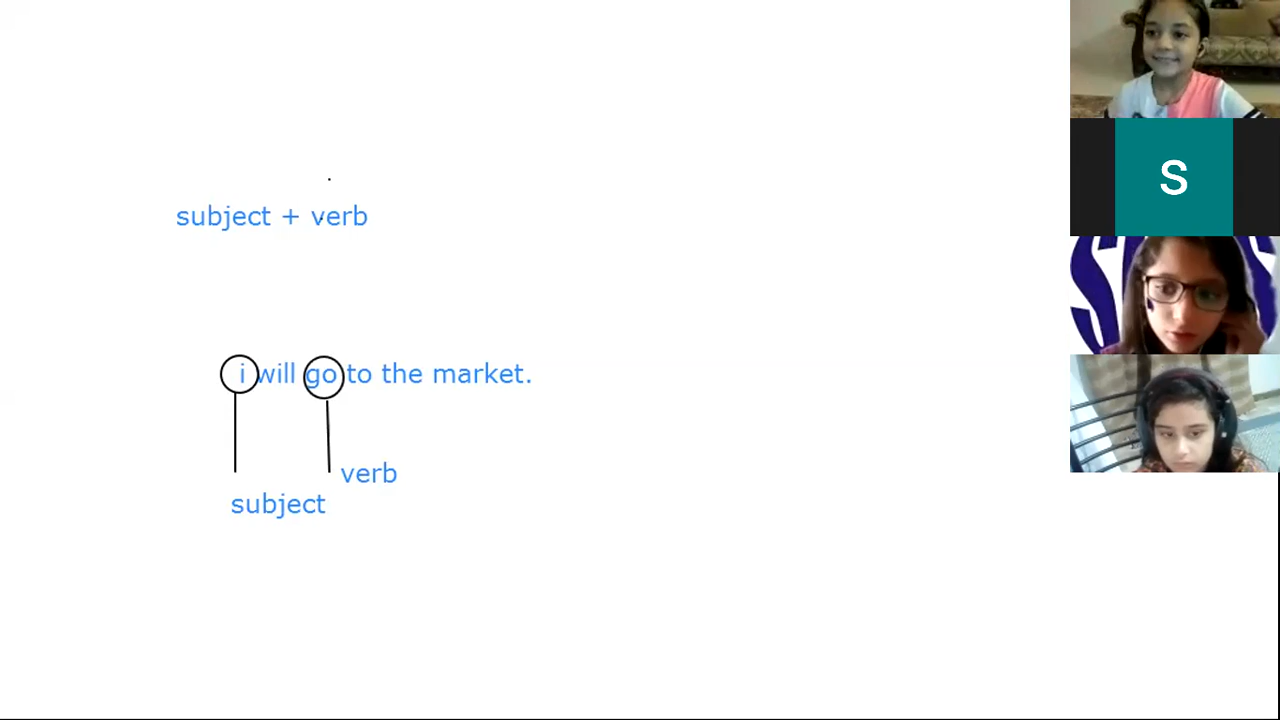 subject + verb
i will go to the market.
verb
subject
S